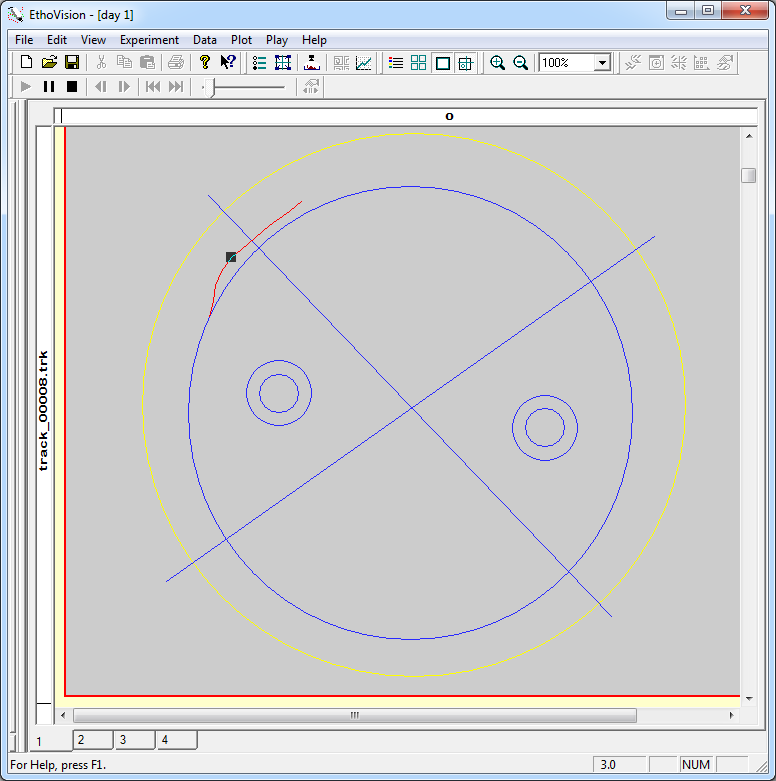 EthoVision - [day 1]
File Edit View Experiment Data Plot Play Help
100%
o
track_00008.trk
1 2 3 4
For Help, press F1.
3.0 NUM